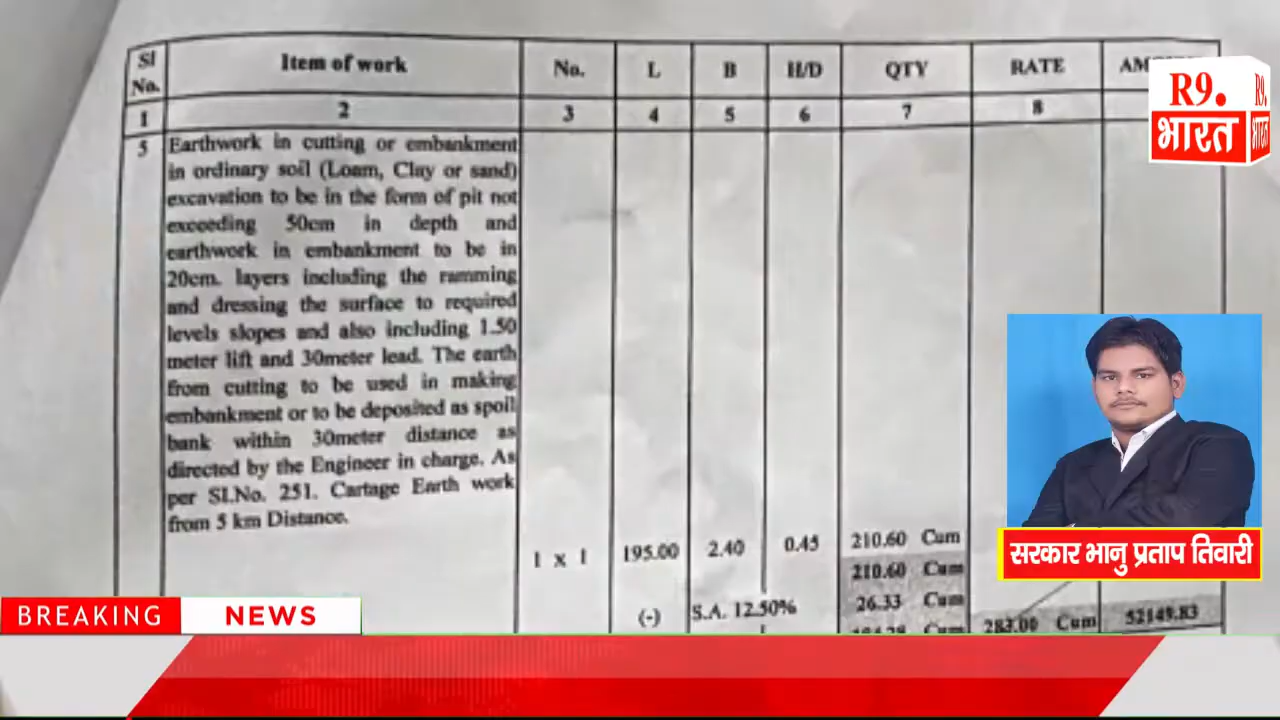 Sl No.
Item of work
No.
L
B
H/D
QTY
RATE
1
2
3
4
5
6
7
8
5
Earthwork in cutting or embankment
in ordinary soil (Loam, Clay or sand)
excavation to be in the form of pit not
exceeding 50cm in depth and
earthwork in embankment to be in
20cm. layers including the ramming
and dressing the surface to required
levels slopes and also including 1.50
meter lift and 30meter lead. The earth
from cutting to be used in making
embankment or to be deposited as spoil
bank within 30meter distance as
directed by the Engineer in charge. As
per Sl.No. 251. Cartage Earth work
from 5 km Distance.
1 x 1
195.00
2.40
0.45
210.60 Cum
210.60 Cum
(-)
S.A. 12.50%
26.33 Cum
Cum
283.00 Cum
52149.83
R9.
भारत
R9.
भारत
सरकार भानु प्रताप तिवारी
BREAKING NEWS